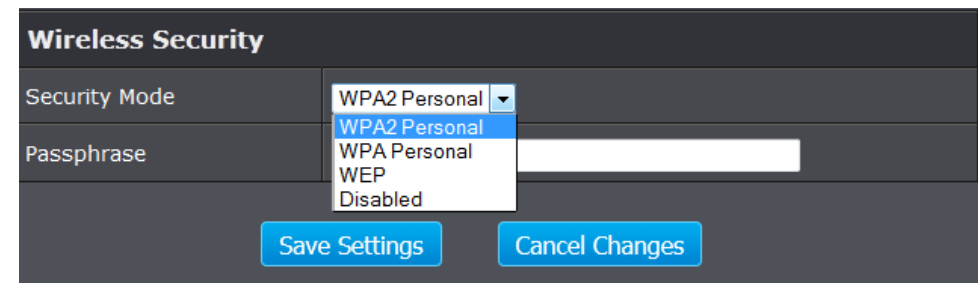 Wireless Security
Security Mode
WPA2 Personal
WPA2 Personal
WPA Personal
WEP
Disabled
Passphrase
Save Settings
Cancel Changes